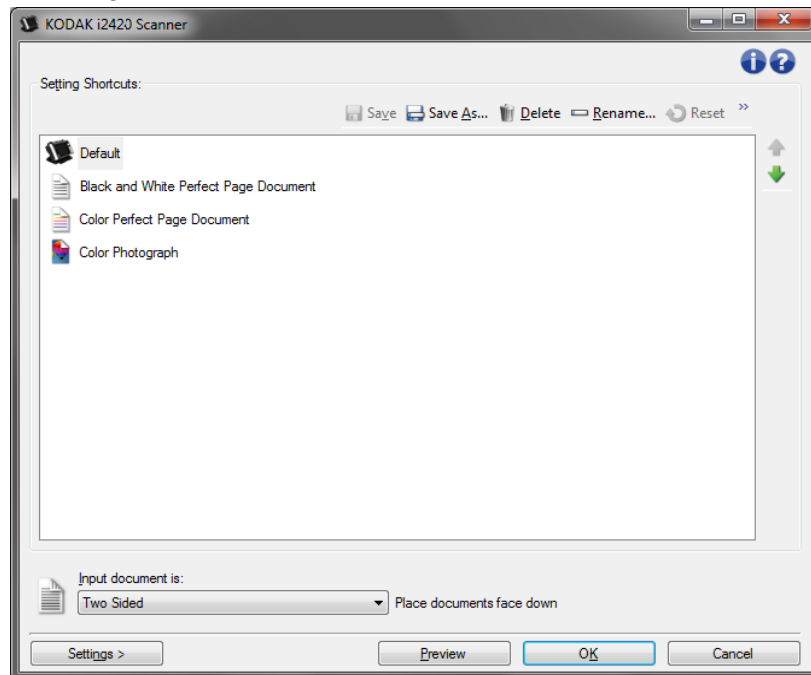 KODAK i2420 Scanner
Setting Shortcuts:
Save Save As... Delete Rename... Reset »
Default
Black and White Perfect Page Document
Color Perfect Page Document
Color Photograph
Input document is:
Two Sided Place documents face down
Settings > Preview OK Cancel